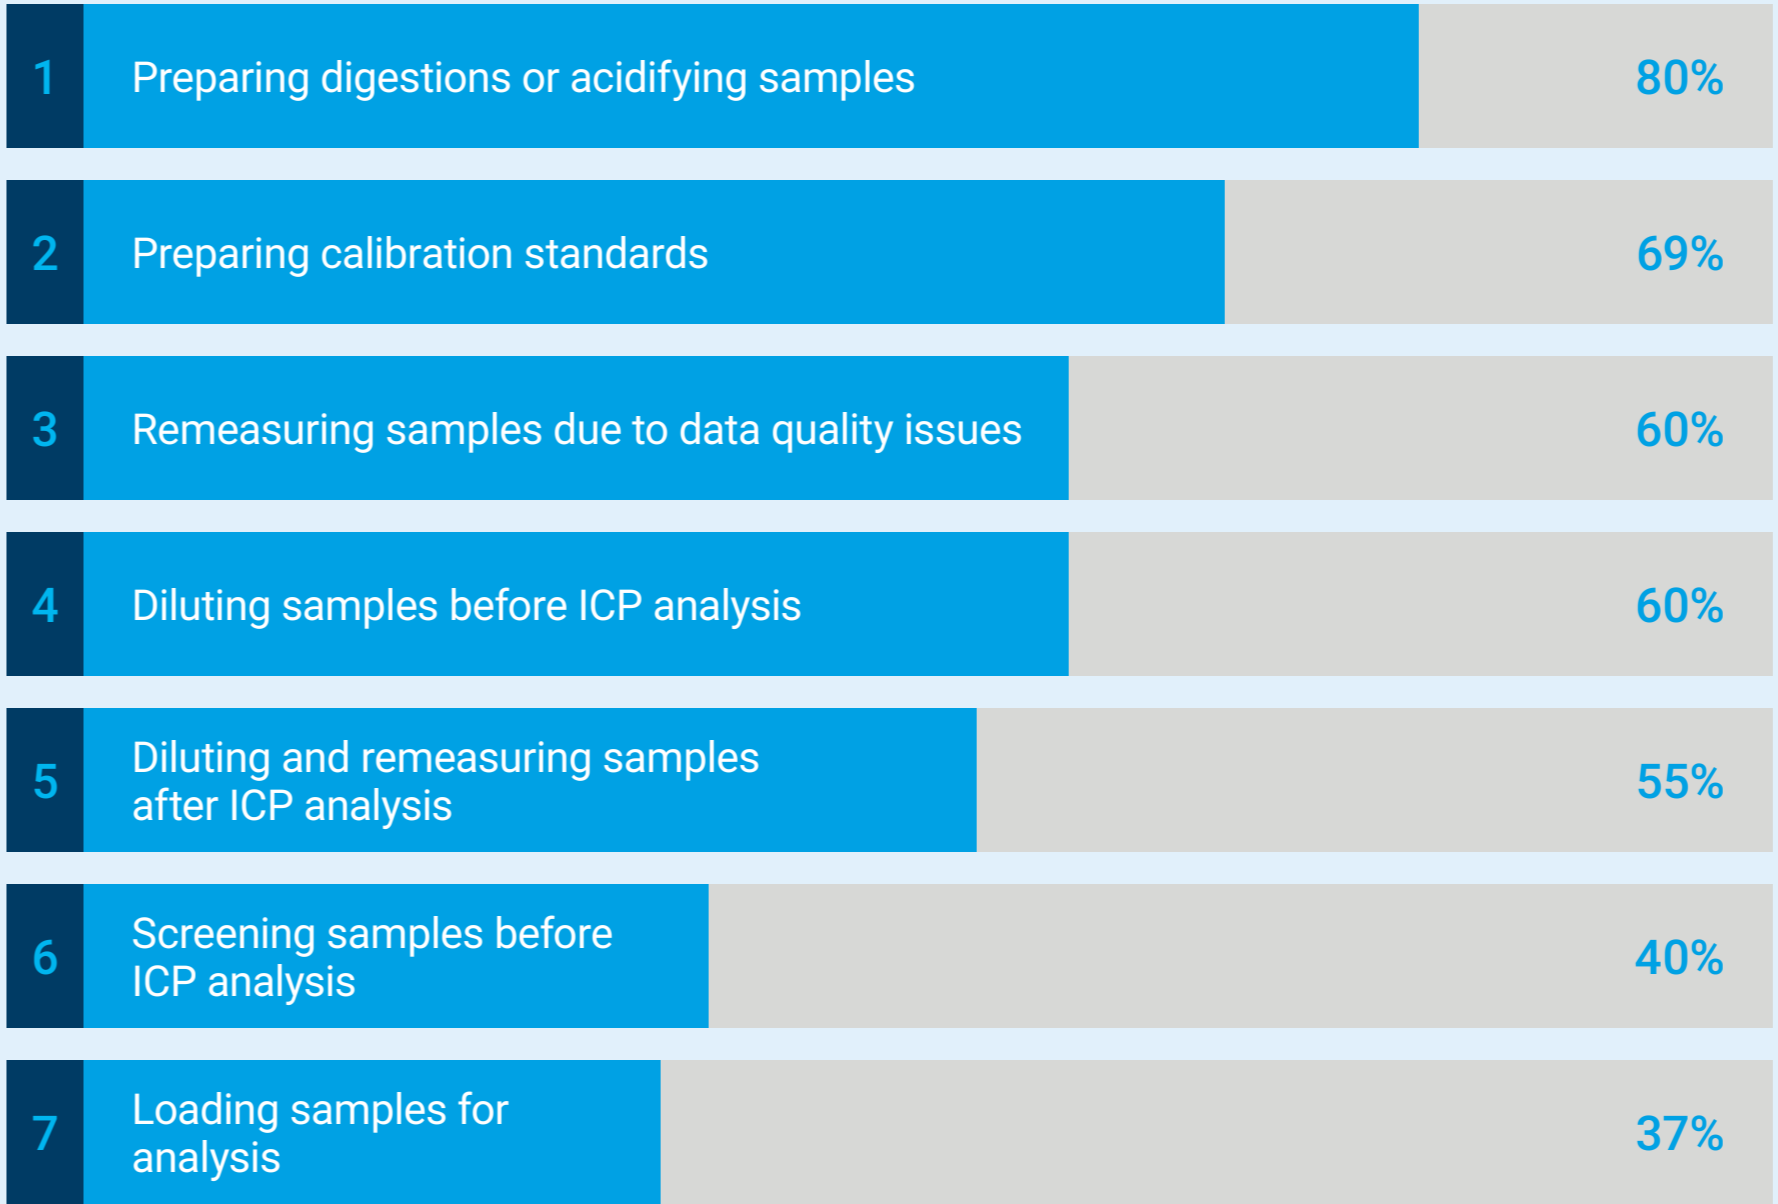 1 Preparing digestions or acidifying samples 80%
2 Preparing calibration standards 69%
3 Remeasuring samples due to data quality issues 60%
4 Diluting samples before ICP analysis 60%
5 Diluting and remeasuring samples
after ICP analysis 55%
6 Screening samples before
ICP analysis 40%
7 Loading samples for
analysis 37%